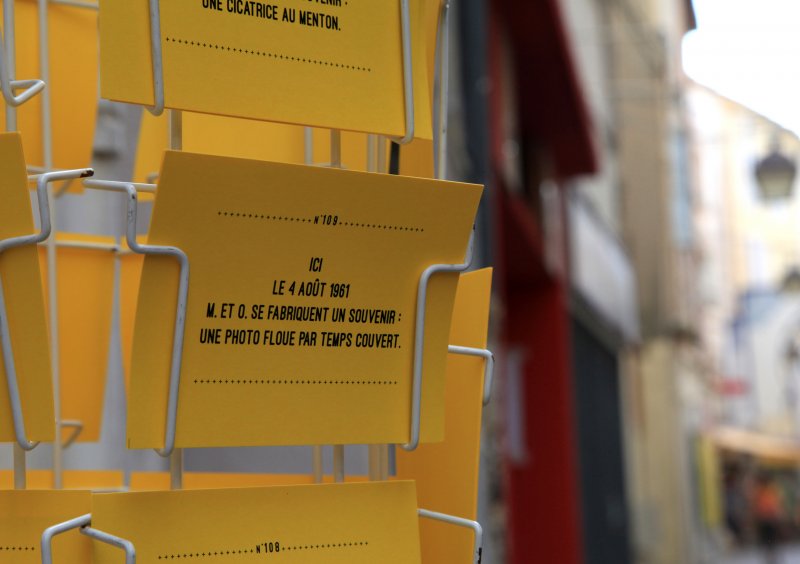 UNE CICATRICE AU MENTON.
++++++++++++++++++++++++++++++++++
+++++++++++++++N°109+++++++++++++++
ICI
LE 4 AOÛT 1961
M. ET O. SE FABRIQUENT UN SOUVENIR :
UNE PHOTO FLOUE PAR TEMPS COUVERT.
++++++++++++++++++++++++++++++++++
+++++++++++++++N°108+++++++++++++++